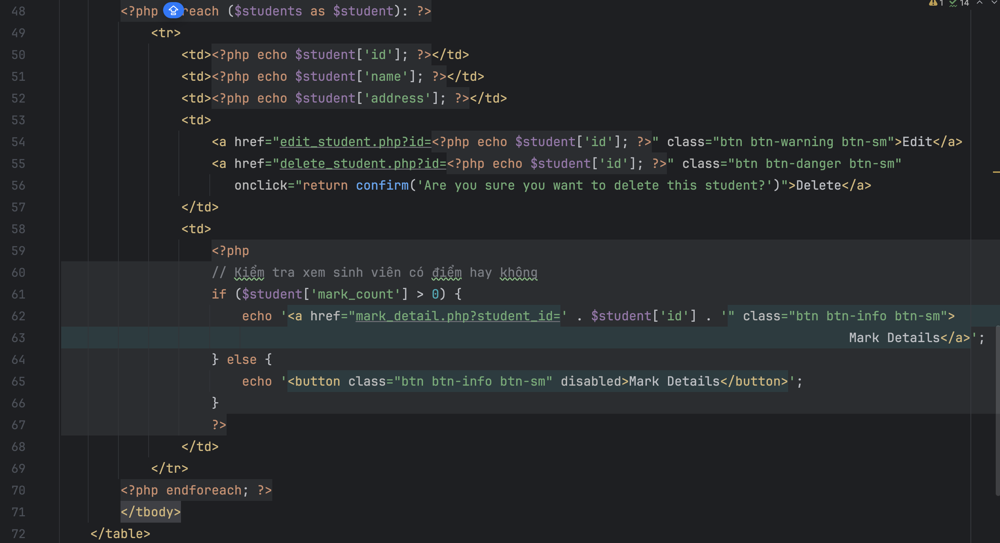 1 14
48 <?php reach ($students as $student): ?>
49 <tr>
50 <td><?php echo $student['id']; ?></td>
51 <td><?php echo $student['name']; ?></td>
52 <td><?php echo $student['address']; ?></td>
53 <td>
54 <a href="edit_student.php?id=<?php echo $student['id']; ?>" class="btn btn-warning btn-sm">Edit</a>
55 <a href="delete_student.php?id=<?php echo $student['id']; ?>" class="btn btn-danger btn-sm"
56 onclick="return confirm('Are you sure you want to delete this student?')">Delete</a>
57 </td>
58 <td>
59 <?php
60 // Kiểm tra xem sinh viên có điểm hay không
61 if ($student['mark_count'] > 0) {
62 echo '<a href="mark_detail.php?student_id=' . $student['id'] . '" class="btn btn-info btn-sm">
63 Mark Details</a>';
64 } else {
65 echo '<button class="btn btn-info btn-sm" disabled>Mark Details</button>';
66 }
67 ?>
68 </td>
69 </tr>
70 <?php endforeach; ?>
71 </tbody>
72 </table>